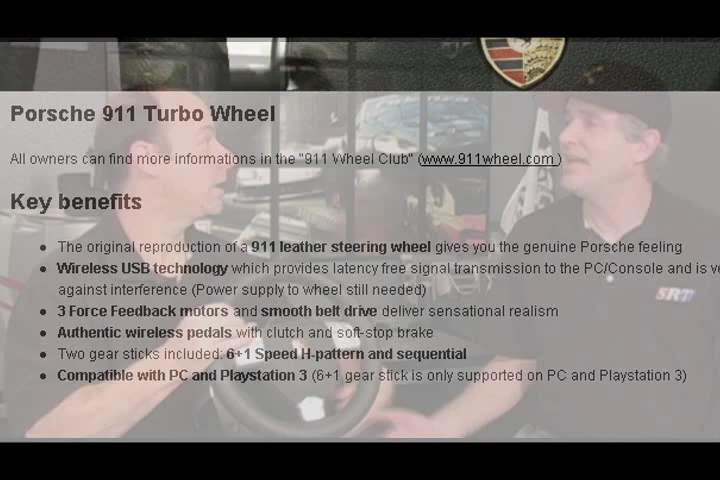 Porsche 911 Turbo Wheel
All owners can find more informations in the "911 Wheel Club" (www.911wheel.com )
Key benefits
• The original reproduction of a 911 leather steering wheel gives you the genuine Porsche feeling
• Wireless USB technology which provides latency free signal transmission to the PC/Console and is ve
against interference (Power supply to wheel still needed)
• 3 Force Feedback motors and smooth belt drive deliver sensational realism
• Authentic wireless pedals with clutch and soft-stop brake
• Two gear sticks included: 6+1 Speed H-pattern and sequential
• Compatible with PC and Playstation 3 (6+1 gear stick is only supported on PC and Playstation 3)
SRT